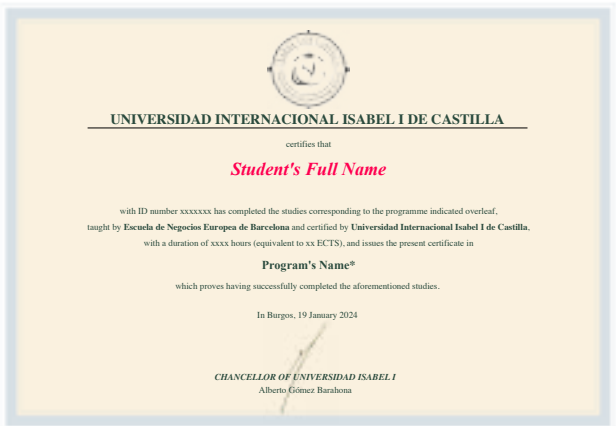 UNIVERSIDAD INTERNACIONAL ISABEL I DE CASTILLA
certifies that
Student's Full Name
with ID number xxxxxxx has completed the studies corresponding to the programme indicated overleaf,
taught by Escuela de Negocios Europea de Barcelona and certified by Universidad Internacional Isabel I de Castilla,
with a duration of xxxx hours (equivalent to xx ECTS), and issues the present certificate in
Program's Name*
which proves having successfully completed the aforementioned studies.
In Burgos, 19 January 2024
CHANCELLOR OF UNIVERSIDAD ISABEL I
Alberto Gómez Barahona